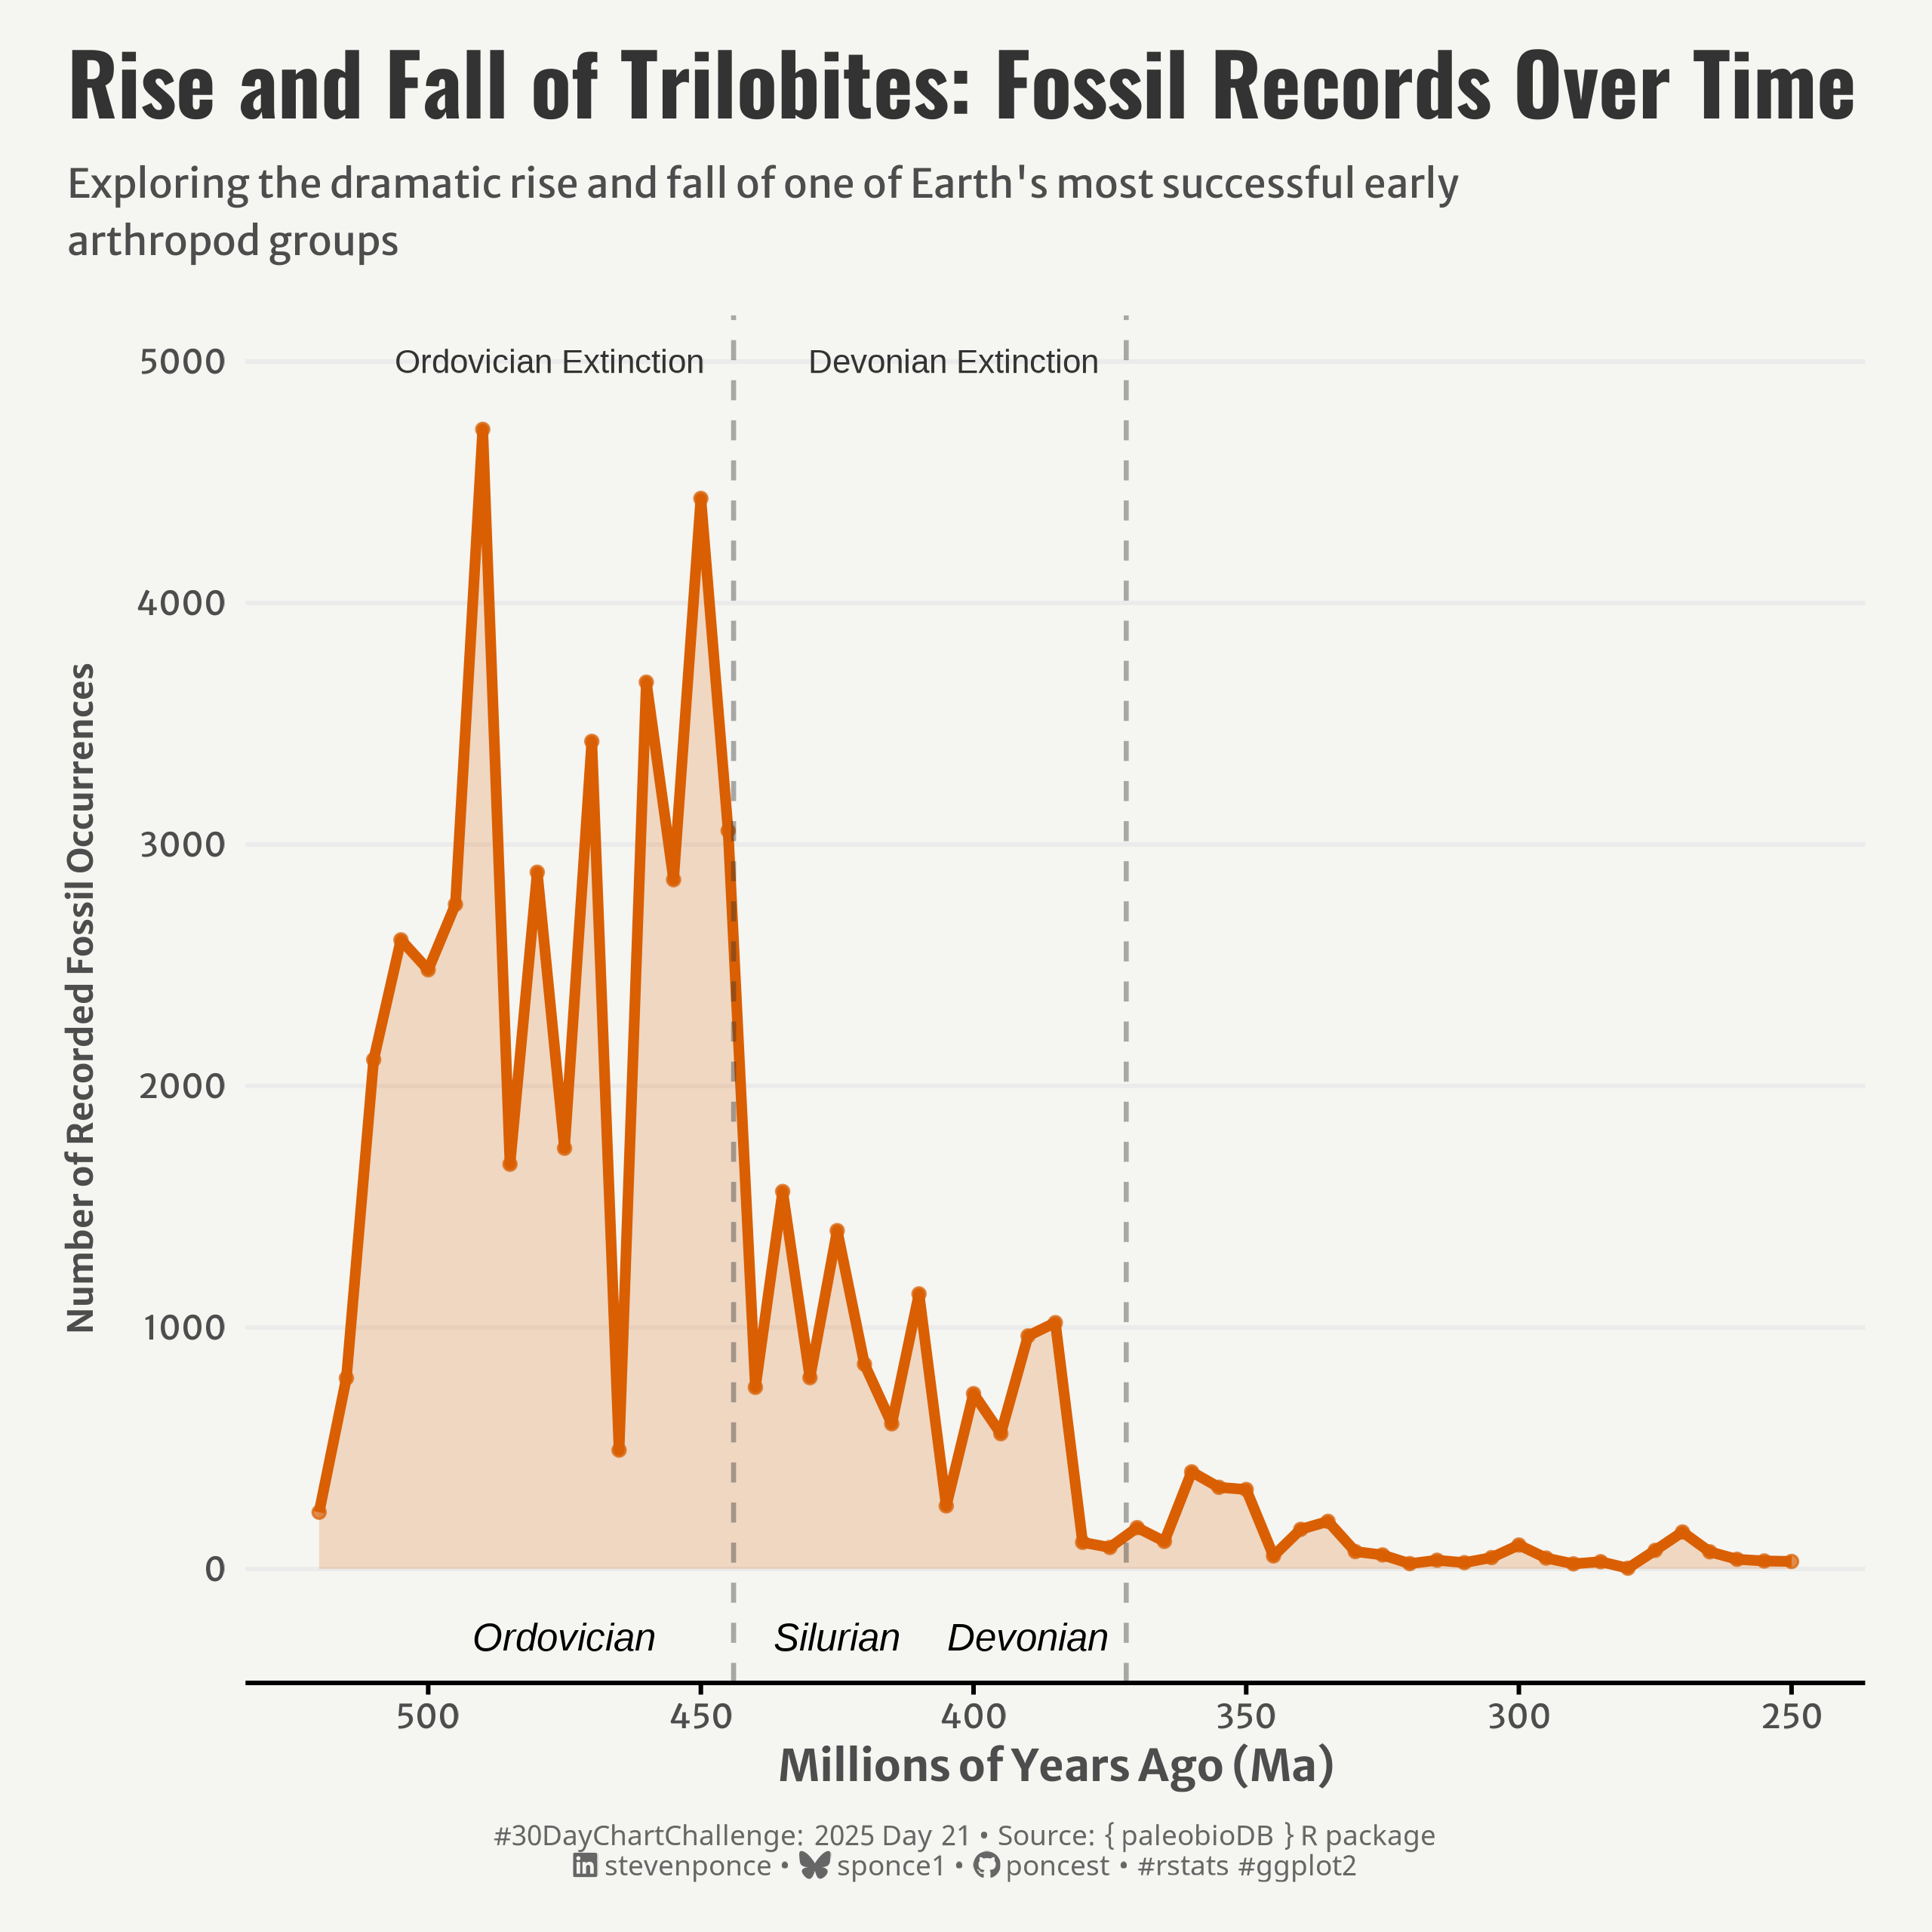 Rise and Fall of Trilobites: Fossil Records Over Time
Exploring the dramatic rise and fall of one of Earth's most successful early
arthropod groups
Ordovician Extinction
Devonian Extinction
5000
4000
3000
2000
1000
0
Number of Recorded Fossil Occurrences
Ordovician
Silurian
Devonian
500
450
400
350
300
250
Millions of Years Ago (Ma)
#30DayChartChallenge: 2025 Day 21 • Source: { paleobioDB } R package
stevenponce • sponce1 • poncest • #rstats #ggplot2